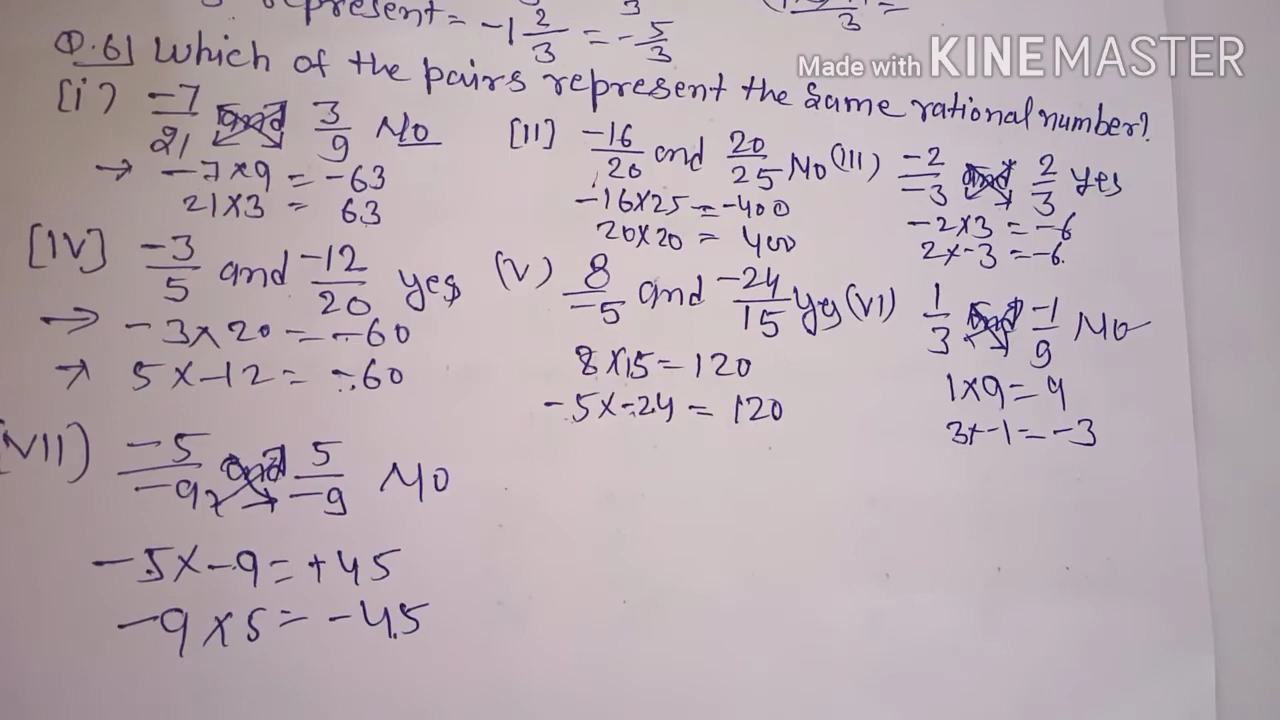 represent = -1 2/3 = -5/3
Made with KINEMASTER
Q.6] Which of the pairs represent the same rational number?
(i) -7/21 and 3/9 No
→ -7×9 = -63
21×3 = 63
[II] -16/20 and 20/25 No
-16×25 = -400
20×20 = 400
(III) -2/-3 and 2/3 yes
-2×3 = -6
2×-3 = -6
[IV] -3/5 and -12/20 yes
→ -3×20 = -60
→ 5×-12 = -60
(V) 8/-5 and -24/15 yes
8×15 = 120
-5×-24 = 120
(VI) 1/3 and -1/9 No
1×9 = 9
3×-1 = -3
(VII) -5/-9 and 5/-9 No
-5×-9 = +45
-9×5 = -45